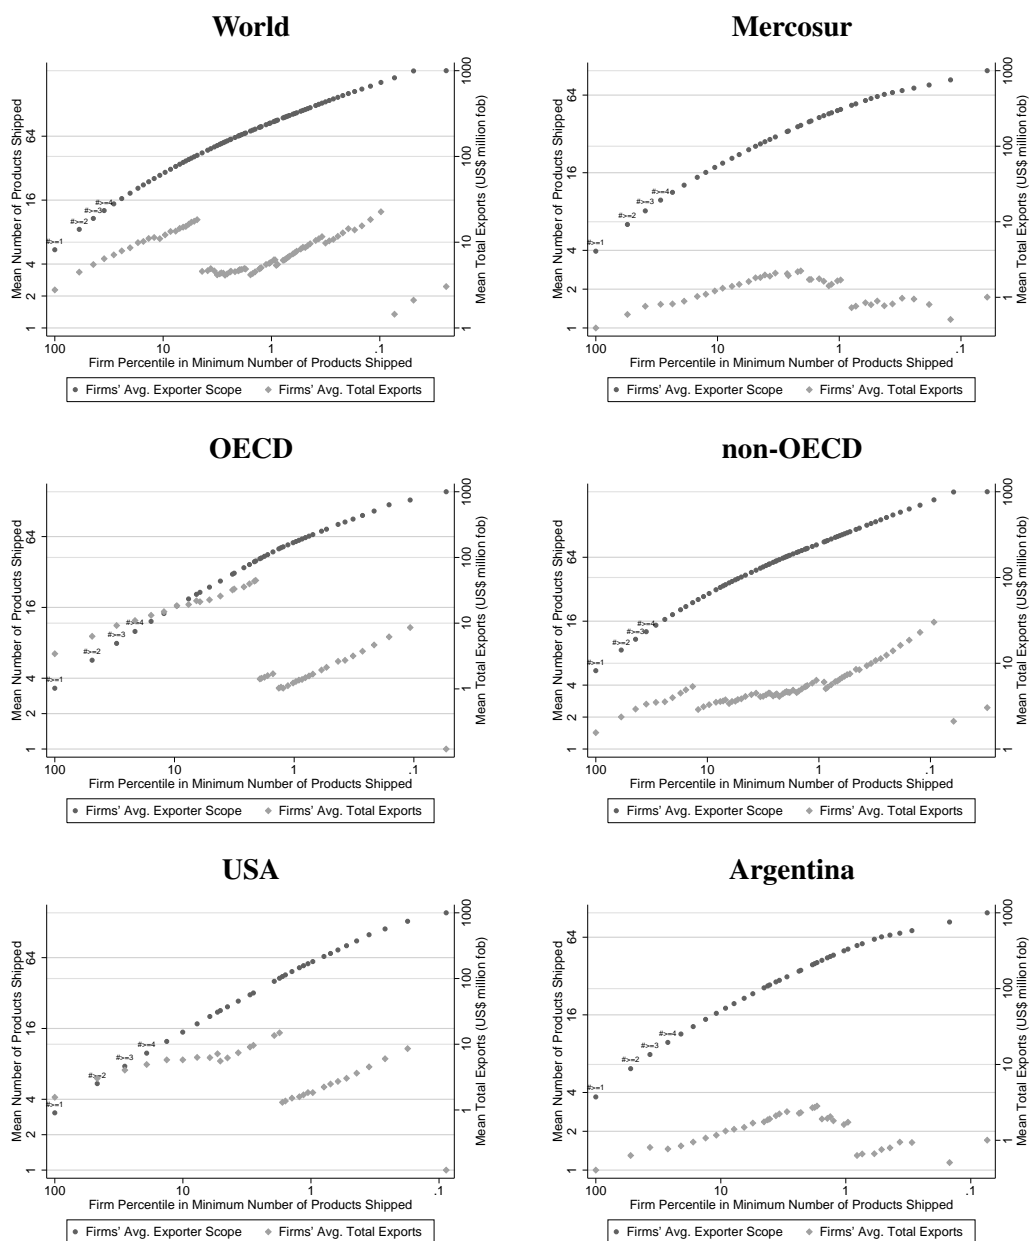 World
Mean Number of Products Shipped
1 2 4 16 64
#>=1
#>=2
#>=3
#>=4
Mean Total Exports (US$ million fob)
1 10 100 1000
100 10 1 .1
Firm Percentile in Minimum Number of Products Shipped
Firms' Avg. Exporter Scope Firms' Avg. Total Exports
Mercosur
Mean Number of Products Shipped
1 2 4 16 64
#>=1
#>=2
#>=3
#>=4
Mean Total Exports (US$ million fob)
1 10 100 1000
100 10 1 .1
Firm Percentile in Minimum Number of Products Shipped
Firms' Avg. Exporter Scope Firms' Avg. Total Exports
OECD
Mean Number of Products Shipped
1 2 4 16 64
#>=1
#>=2
#>=3
#>=4
Mean Total Exports (US$ million fob)
1 10 100 1000
100 10 1 .1
Firm Percentile in Minimum Number of Products Shipped
Firms' Avg. Exporter Scope Firms' Avg. Total Exports
non-OECD
Mean Number of Products Shipped
1 2 4 16 64
#>=1
#>=2
#>=3
#>=4
Mean Total Exports (US$ million fob)
1 10 100 1000
100 10 1 .1
Firm Percentile in Minimum Number of Products Shipped
Firms' Avg. Exporter Scope Firms' Avg. Total Exports
USA
Mean Number of Products Shipped
1 2 4 16 64
#>=1
#>=2
#>=3
#>=4
Mean Total Exports (US$ million fob)
1 10 100 1000
100 10 1 .1
Firm Percentile in Minimum Number of Products Shipped
Firms' Avg. Exporter Scope Firms' Avg. Total Exports
Argentina
Mean Number of Products Shipped
1 2 4 16 64
#>=1
#>=2
#>=3
#>=4
Mean Total Exports (US$ million fob)
1 10 100 1000
100 10 1 .1
Firm Percentile in Minimum Number of Products Shipped
Firms' Avg. Exporter Scope Firms' Avg. Total Exports